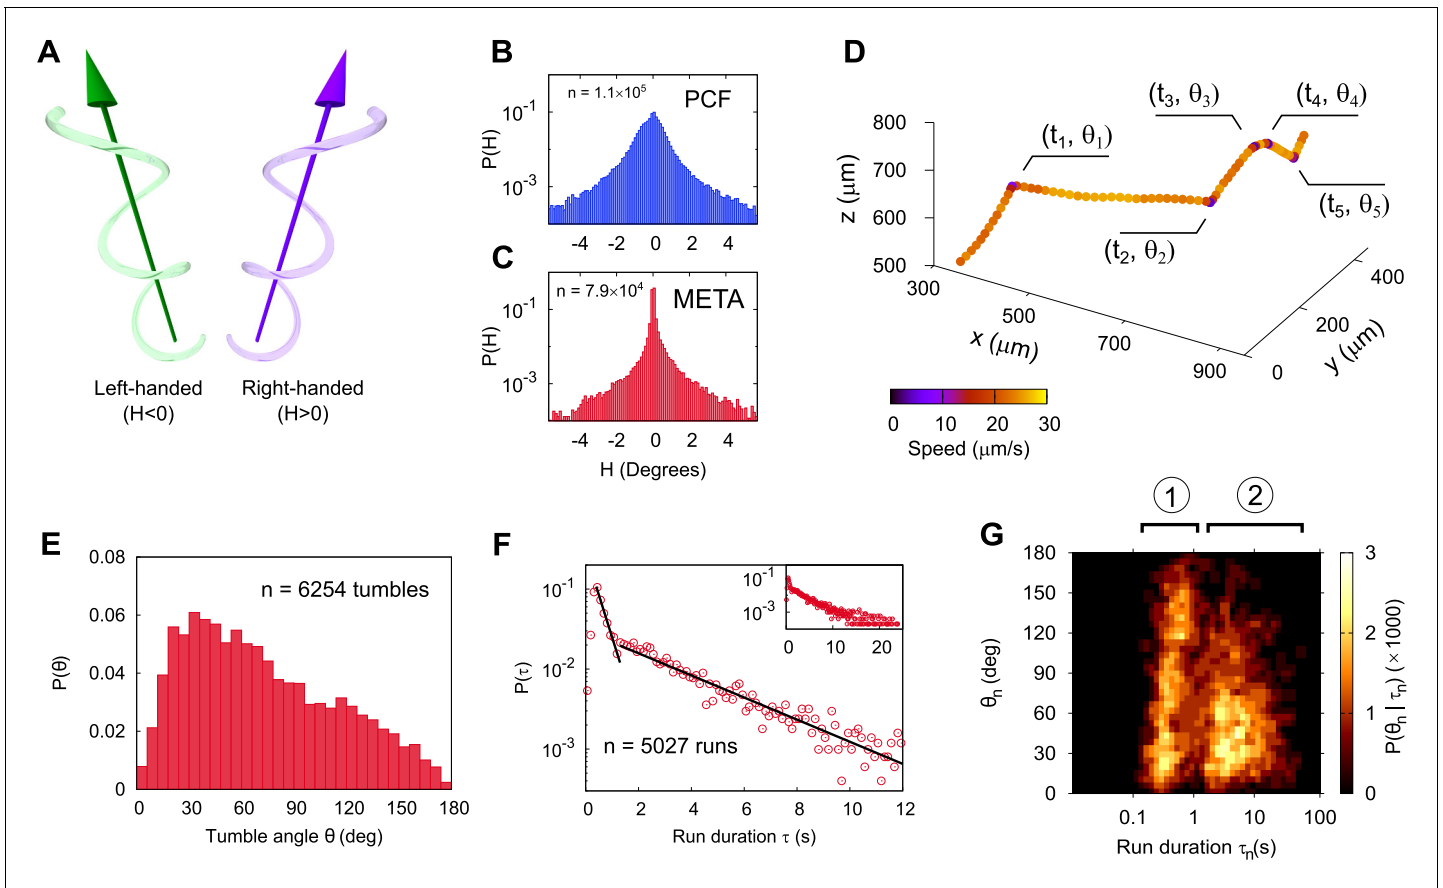 A
Left-handed
(H<0)
Right-handed
(H>0)
B
n = 1.1×10⁵
PCF
P(H)
10⁻¹
10⁻³
-4 -2 0 2 4
C
n = 7.9×10⁴
META
P(H)
10⁻¹
10⁻³
-4 -2 0 2 4
H (Degrees)
D
(t₁, θ₁)
(t₂, θ₂)
(t₃, θ₃)
(t₄, θ₄)
(t₅, θ₅)
z (μm)
800
700
600
500
300
500
700
900
x (μm)
0
200
400
y (μm)
0 10 20 30
Speed (μm/s)
E
n = 6254 tumbles
P(θ)
0.08
0.06
0.04
0.02
0
0 30 60 90 120 150 180
Tumble angle θ (deg)
F
10⁻¹
10⁻²
10⁻³
P(τ)
n = 5027 runs
0 2 4 6 8 10 12
Run duration τ (s)
10⁻¹
10⁻³
0 10 20
G
1
2
θₙ (deg)
180
150
120
90
60
30
0
0.1 1 10 100
Run duration τₙ(s)
3
2
1
0
P(θₙ | τₙ) (× 1000)